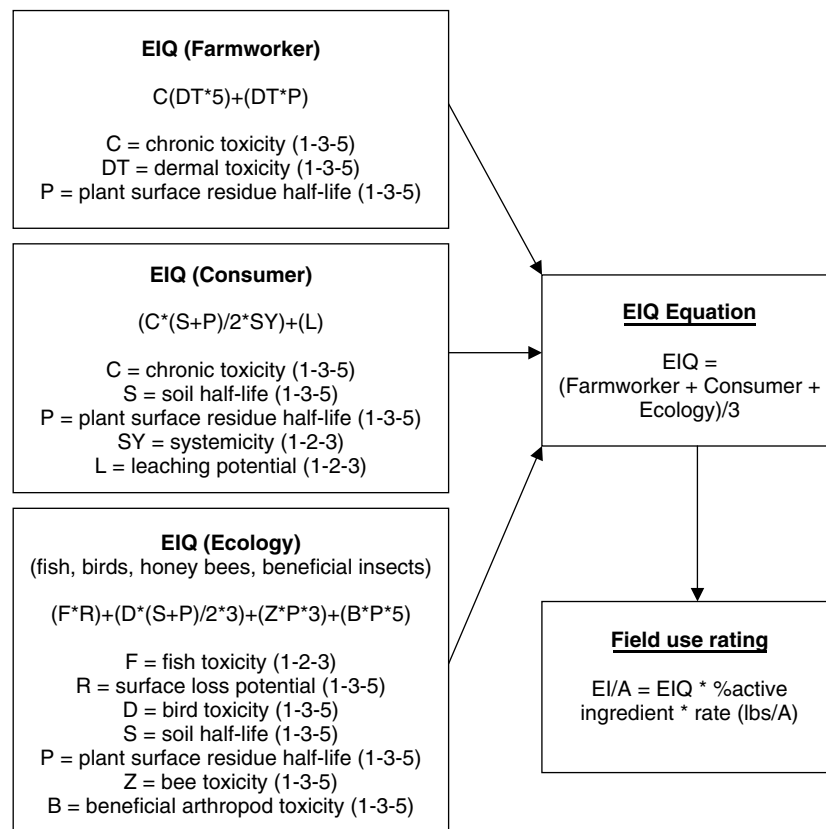 EIQ (Farmworker)
C(DT*5)+(DT*P)
C = chronic toxicity (1-3-5)
DT = dermal toxicity (1-3-5)
P = plant surface residue half-life (1-3-5)
EIQ (Consumer)
(C*(S+P)/2*SY)+(L)
C = chronic toxicity (1-3-5)
S = soil half-life (1-3-5)
P = plant surface residue half-life (1-3-5)
SY = systemicity (1-2-3)
L = leaching potential (1-2-3)
EIQ (Ecology)
(fish, birds, honey bees, beneficial insects)
(F*R)+(D*(S+P)/2*3)+(Z*P*3)+(B*P*5)
F = fish toxicity (1-2-3)
R = surface loss potential (1-3-5)
D = bird toxicity (1-3-5)
S = soil half-life (1-3-5)
P = plant surface residue half-life (1-3-5)
Z = bee toxicity (1-3-5)
B = beneficial arthropod toxicity (1-3-5)
EIQ Equation
EIQ =
(Farmworker + Consumer +
Ecology)/3
Field use rating
EI/A = EIQ * %active
ingredient * rate (lbs/A)